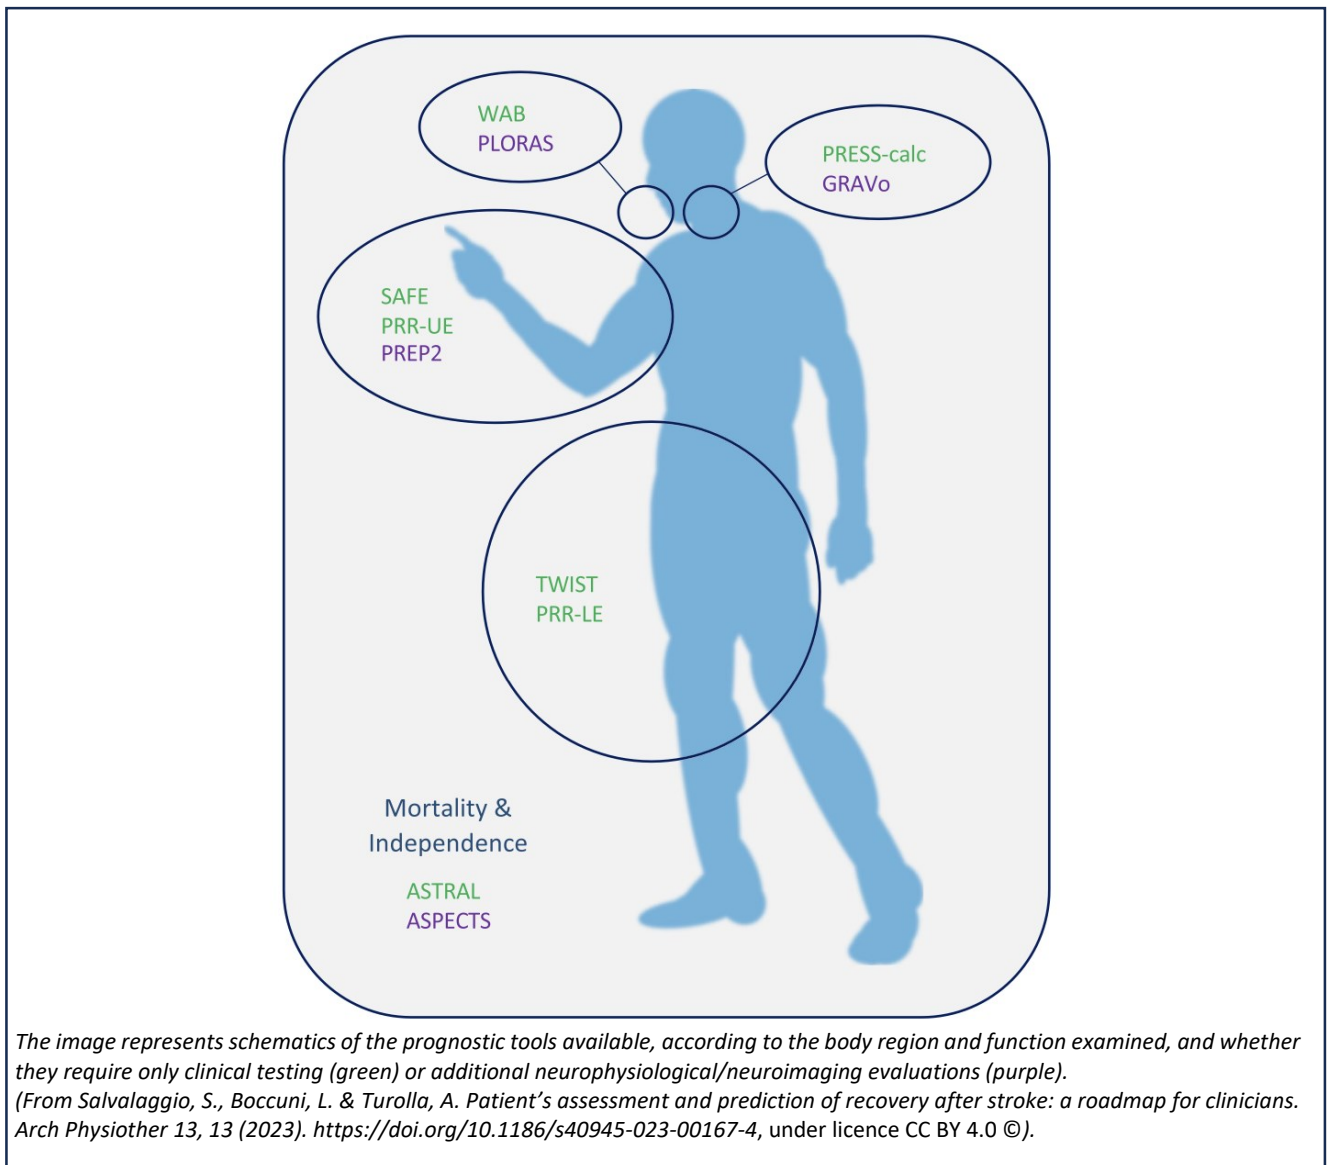 WAB
PLORAS
PRESS-calc
GRAVo
SAFE
PRR-UE
PREP2
TWIST
PRR-LE
Mortality &
Independence
ASTRAL
ASPECTS
The image represents schematics of the prognostic tools available, according to the body region and function examined, and whether
they require only clinical testing (green) or additional neurophysiological/neuroimaging evaluations (purple).
(From Salvalaggio, S., Boccuni, L. & Turolla, A. Patient’s assessment and prediction of recovery after stroke: a roadmap for clinicians.
Arch Physiother 13, 13 (2023). https://doi.org/10.1186/s40945-023-00167-4, under licence CC BY 4.0 ©).